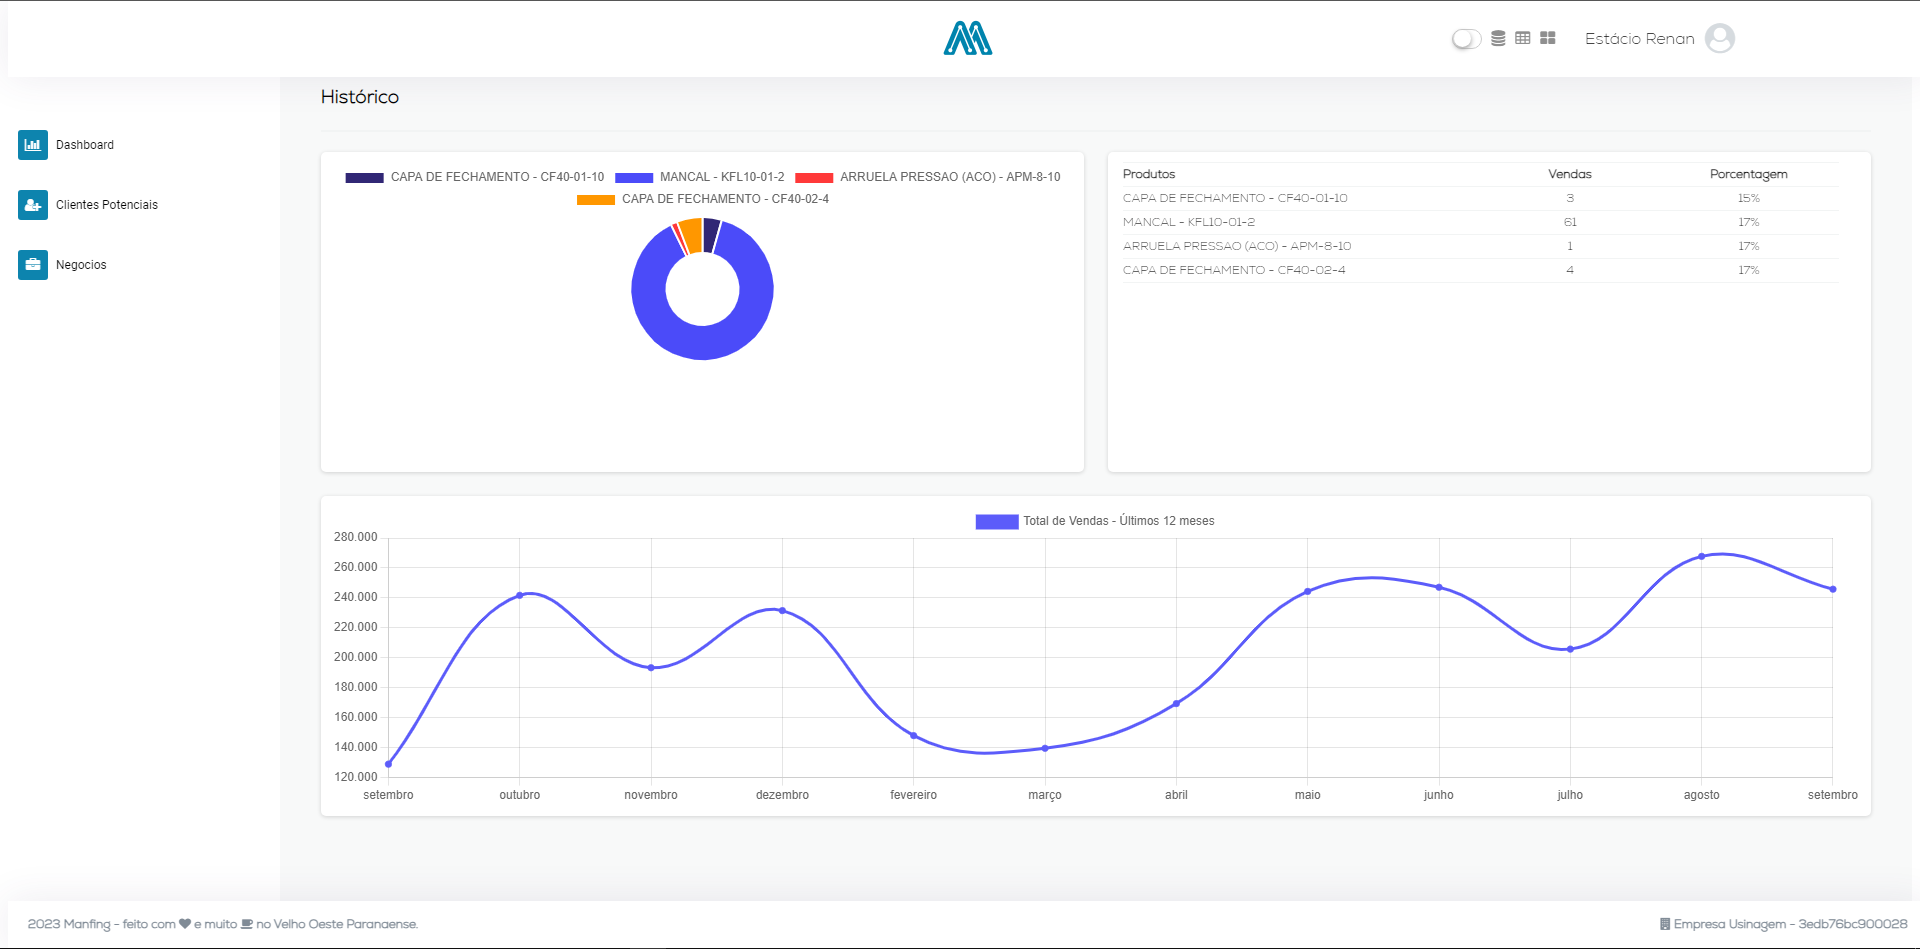 Estácio Renan
Histórico
Dashboard
Clientes Potenciais
Negocios
CAPA DE FECHAMENTO - CF40-01-10 MANCAL - KFL10-01-2 ARRUELA PRESSAO (ACO) - APM-8-10
CAPA DE FECHAMENTO - CF40-02-4
Produtos Vendas Porcentagem
CAPA DE FECHAMENTO - CF40-01-10 3 15%
MANCAL - KFL10-01-2 61 17%
ARRUELA PRESSAO (ACO) - APM-8-10 1 17%
CAPA DE FECHAMENTO - CF40-02-4 4 17%
Total de Vendas - Últimos 12 meses
280.000
260.000
240.000
220.000
200.000
180.000
160.000
140.000
120.000
setembro outubro novembro dezembro fevereiro março abril maio junho julho agosto setembro
2023 Manfing - feito com e muito no Velho Oeste Paranaense.
Empresa Usinagem - 3edb76bc900028